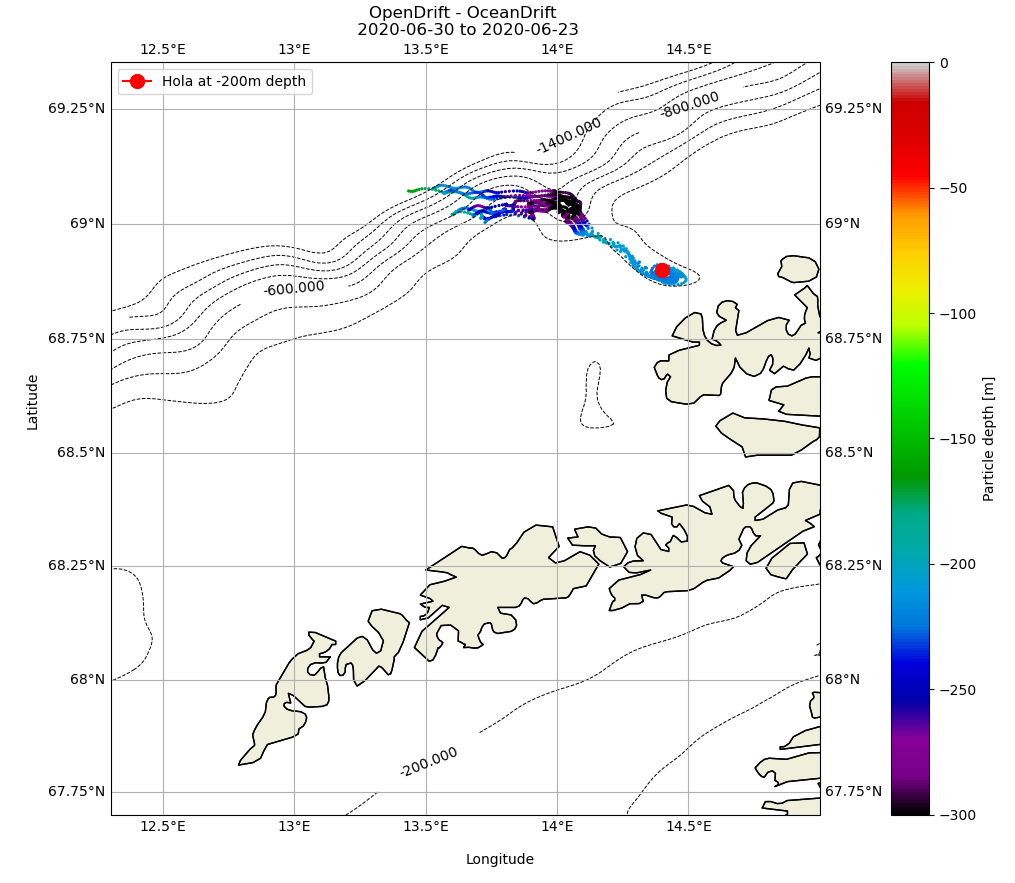 OpenDrift - OceanDrift
2020-06-30 to 2020-06-23
12.5°E 13°E 13.5°E 14°E 14.5°E
Hola at -200m depth
69.25°N
69°N
68.75°N
68.5°N
68.25°N
68°N
67.75°N
Latitude
-1400.000
-800.000
-600.000
-200.000
69.25°N
69°N
68.75°N
68.5°N
68.25°N
68°N
67.75°N
12.5°E 13°E 13.5°E 14°E 14.5°E
Longitude
0
−50
−100
−150
−200
−250
−300
Particle depth [m]